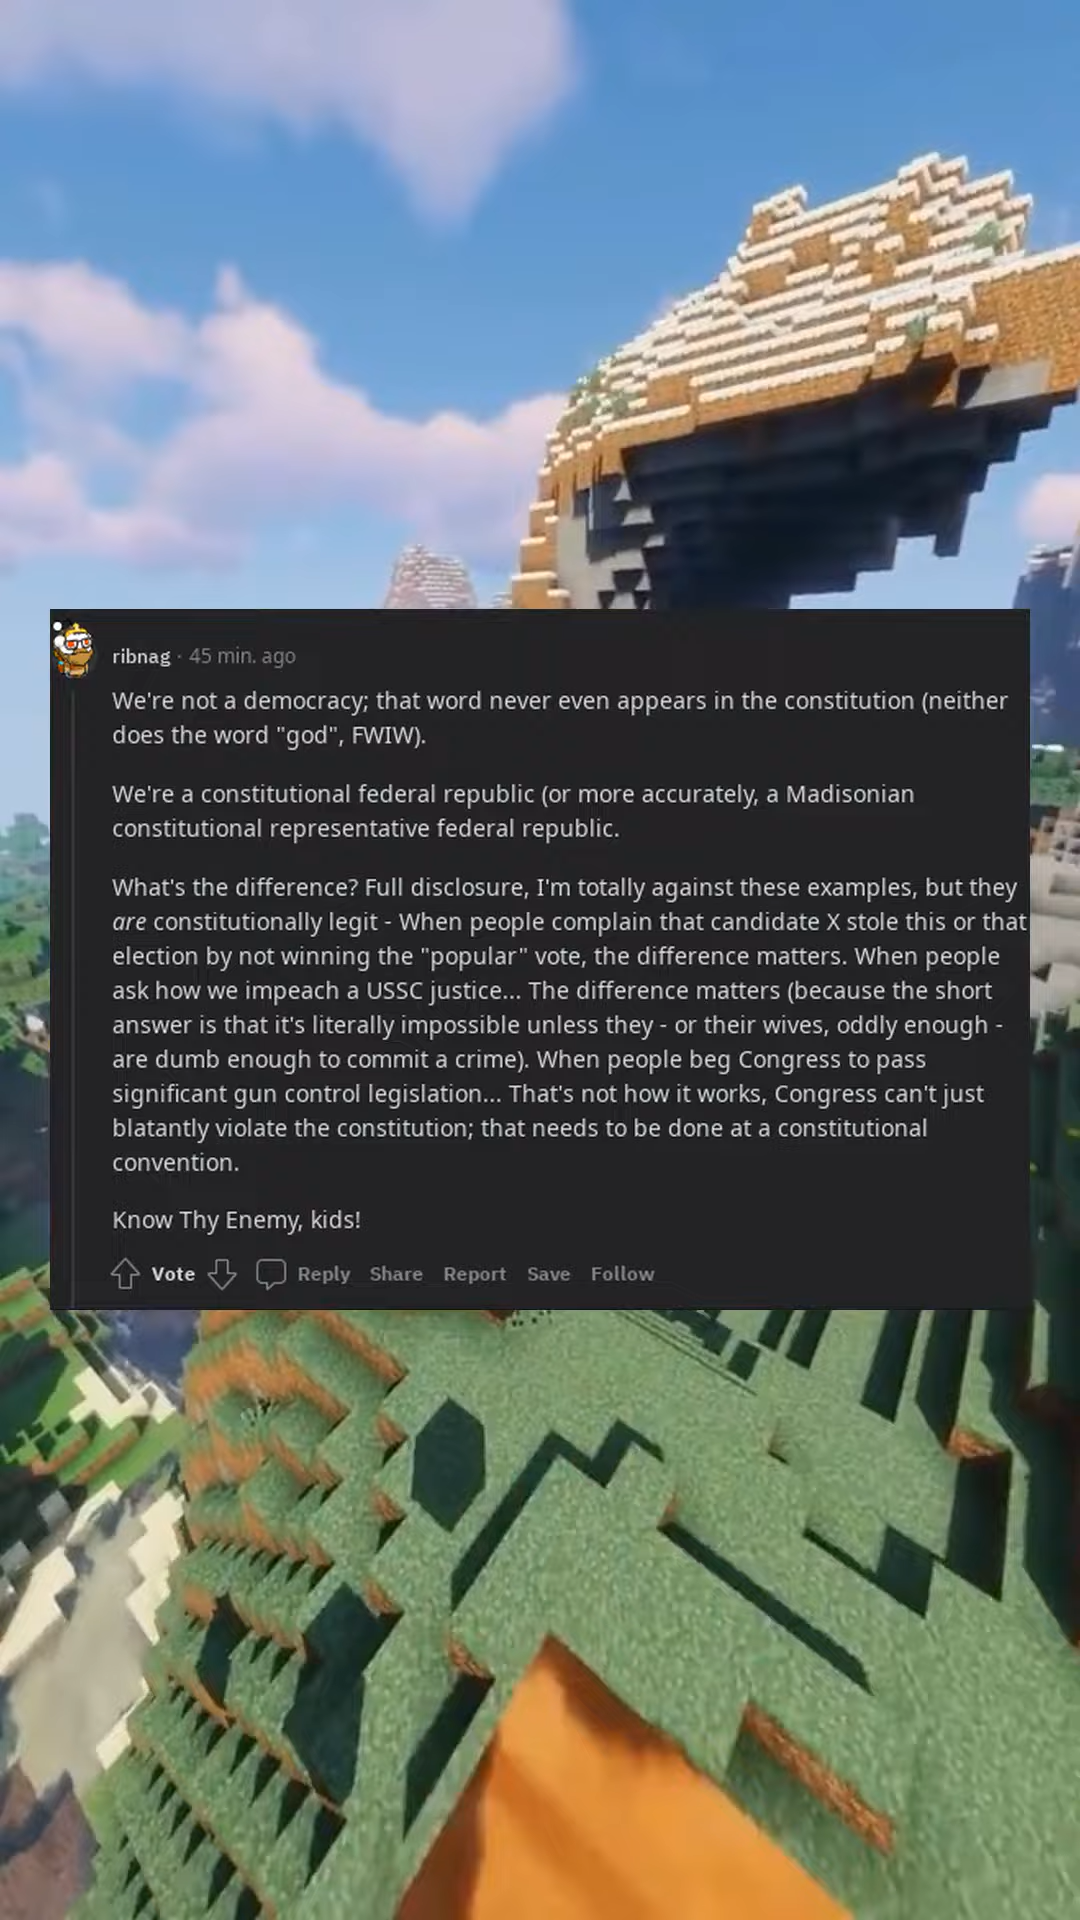 ribnag · 45 min. ago
We're not a democracy; that word never even appears in the constitution (neither
does the word "god", FWIW).
We're a constitutional federal republic (or more accurately, a Madisonian
constitutional representative federal republic.
What's the difference? Full disclosure, I'm totally against these examples, but they
are constitutionally legit - When people complain that candidate X stole this or that
election by not winning the "popular" vote, the difference matters. When people
ask how we impeach a USSC justice... The difference matters (because the short
answer is that it's literally impossible unless they - or their wives, oddly enough -
are dumb enough to commit a crime). When people beg Congress to pass
significant gun control legislation... That's not how it works, Congress can't just
blatantly violate the constitution; that needs to be done at a constitutional
convention.
Know Thy Enemy, kids!
Vote Reply Share Report Save Follow